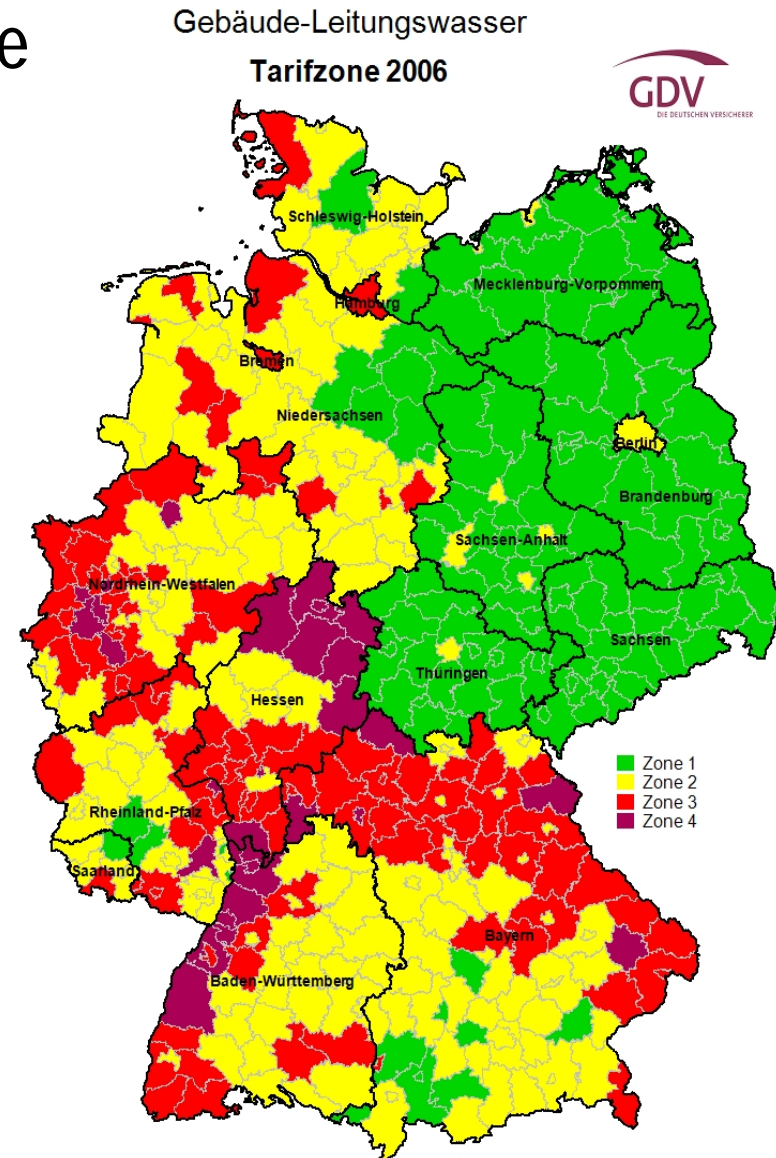 e
Gebäude-Leitungswasser
Tarifzone 2006
GDV
DIE DEUTSCHEN VERSICHERER
Schleswig-Holstein
Mecklenburg-Vorpommern
Hamburg
Bremen
Niedersachsen
Berlin
Brandenburg
Sachsen-Anhalt
Nordrhein-Westfalen
Sachsen
Thüringen
Hessen
Zone 1
Zone 2
Zone 3
Zone 4
Rheinland-Pfalz
Saarland
Bayern
Baden-Württemberg